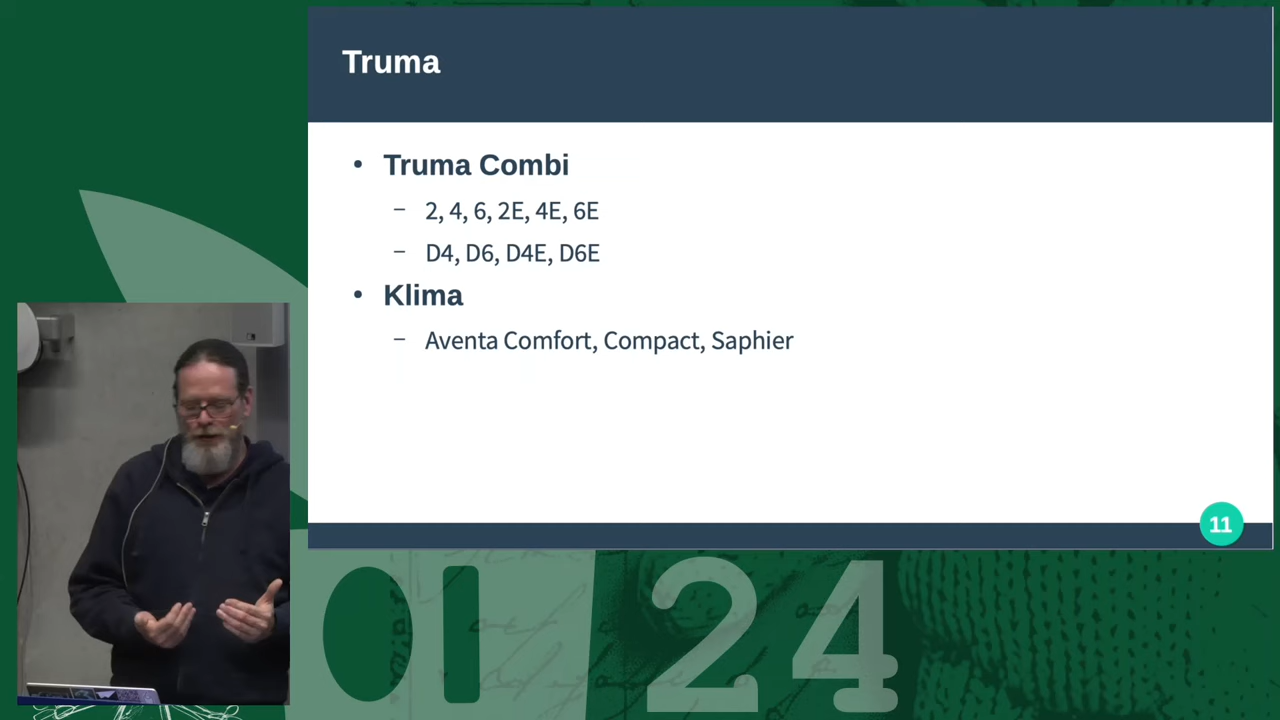 Truma
• Truma Combi
– 2, 4, 6, 2E, 4E, 6E
– D4, D6, D4E, D6E
• Klima
– Aventa Comfort, Compact, Saphier
11
24